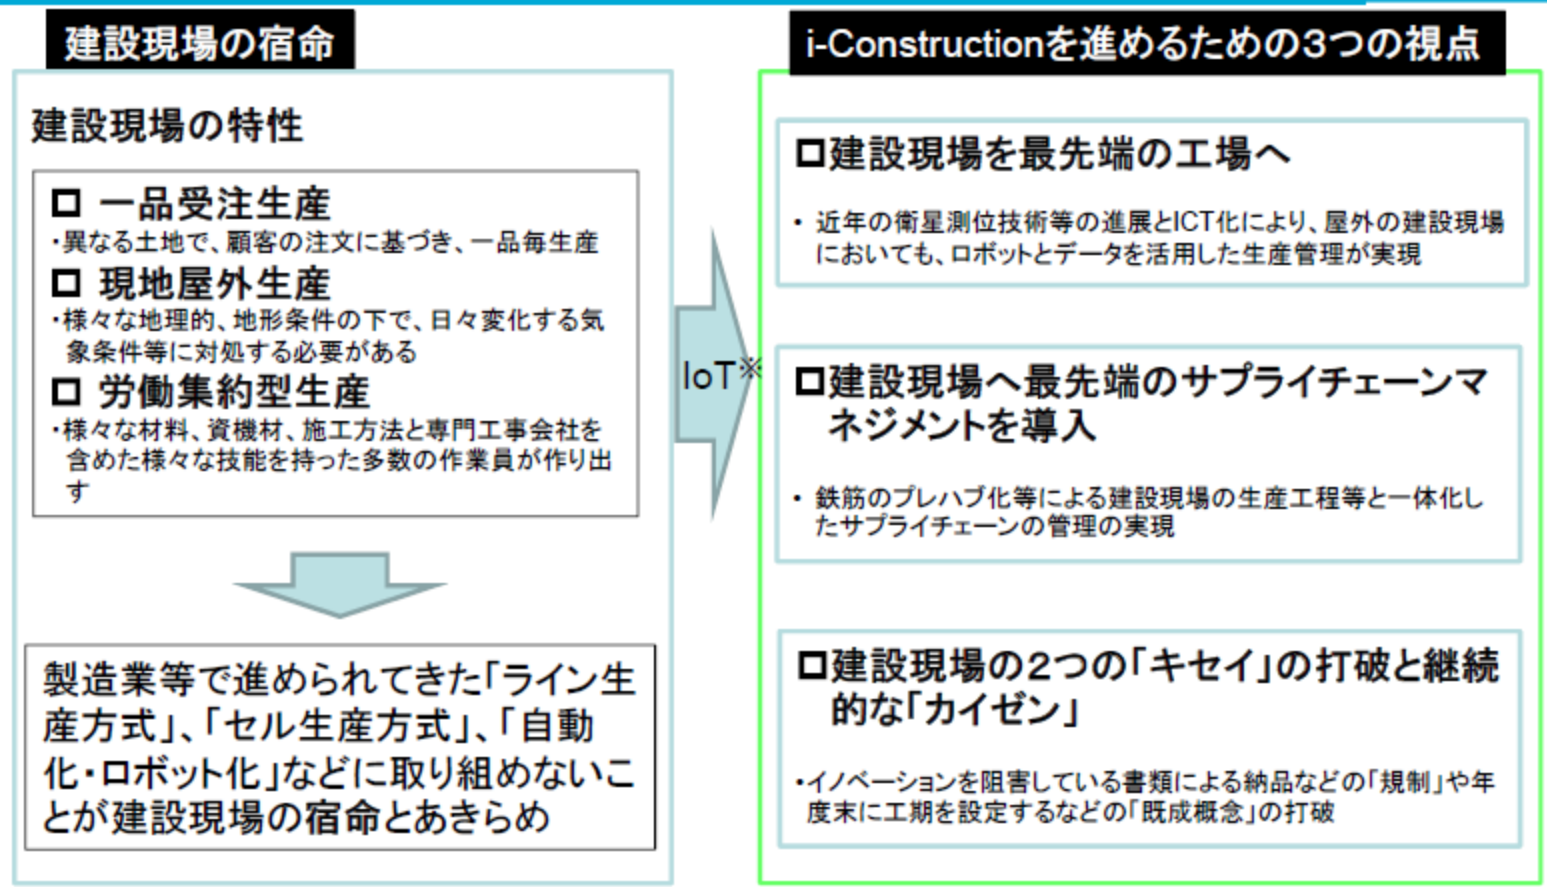 建設現場の宿命
建設現場の特性
□ 一品受注生産
・異なる土地で、顧客の注文に基づき、一品毎生産
□ 現地屋外生産
・様々な地理的、地形条件の下で、日々変化する気
象条件等に対処する必要がある
□ 労働集約型生産
・様々な材料、資機材、施工方法と専門工事会社を
含めた様々な技能を持った多数の作業員が作り出
す
製造業等で進められてきた「ライン生
産方式」、「セル生産方式」、「自動
化・ロボット化」などに取り組めないこ
とが建設現場の宿命とあきらめ
IoT※
i-Constructionを進めるための3つの視点
□建設現場を最先端の工場へ
・ 近年の衛星測位技術等の進展とICT化により、屋外の建設現場
においても、ロボットとデータを活用した生産管理が実現
□建設現場へ最先端のサプライチェーンマ
ネジメントを導入
・ 鉄筋のプレハブ化等による建設現場の生産工程等と一体化し
たサプライチェーンの管理の実現
□建設現場の2つの「キセイ」の打破と継続
的な「カイゼン」
・イノベーションを阻害している書類による納品などの「規制」や年
度末に工期を設定するなどの「既成概念」の打破